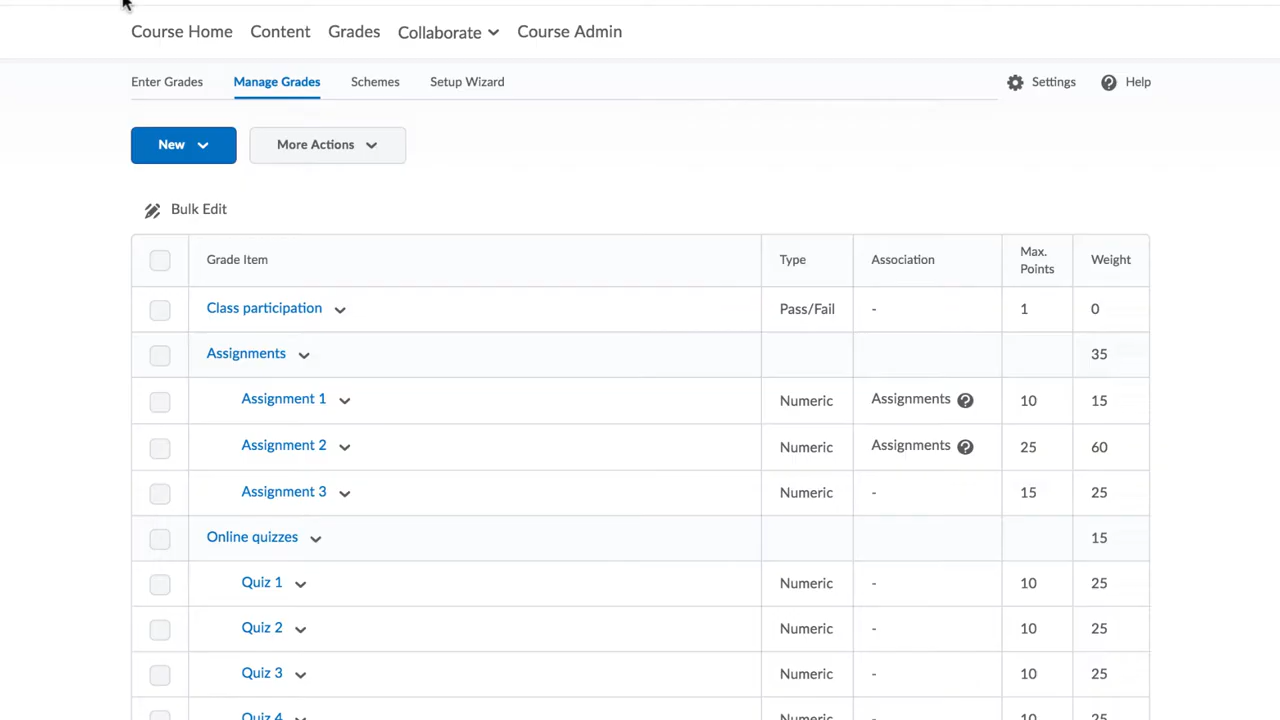 Course Home Content Grades Collaborate Course Admin
Enter Grades Manage Grades Schemes Setup Wizard Settings Help
New More Actions
Bulk Edit
Grade Item Type Association Max. Points Weight
Class participation Pass/Fail - 1 0
Assignments 35
Assignment 1 Numeric Assignments 10 15
Assignment 2 Numeric Assignments 25 60
Assignment 3 Numeric - 15 25
Online quizzes 15
Quiz 1 Numeric - 10 25
Quiz 2 Numeric - 10 25
Quiz 3 Numeric - 10 25
Quiz 4 Numeric - 10 25